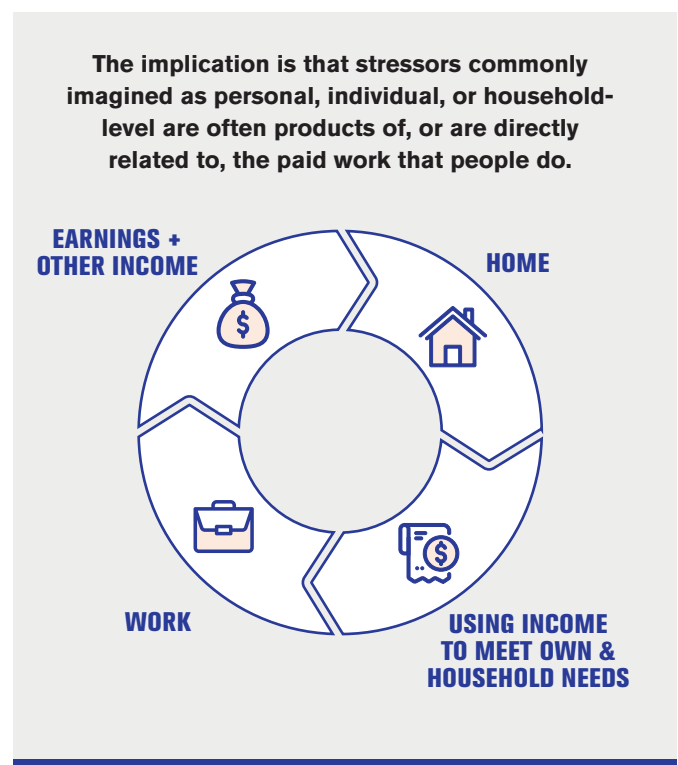 The implication is that stressors commonly
imagined as personal, individual, or household-
level are often products of, or are directly
related to, the paid work that people do.
EARNINGS +
OTHER INCOME
HOME
$
$
WORK
USING INCOME
TO MEET OWN &
HOUSEHOLD NEEDS